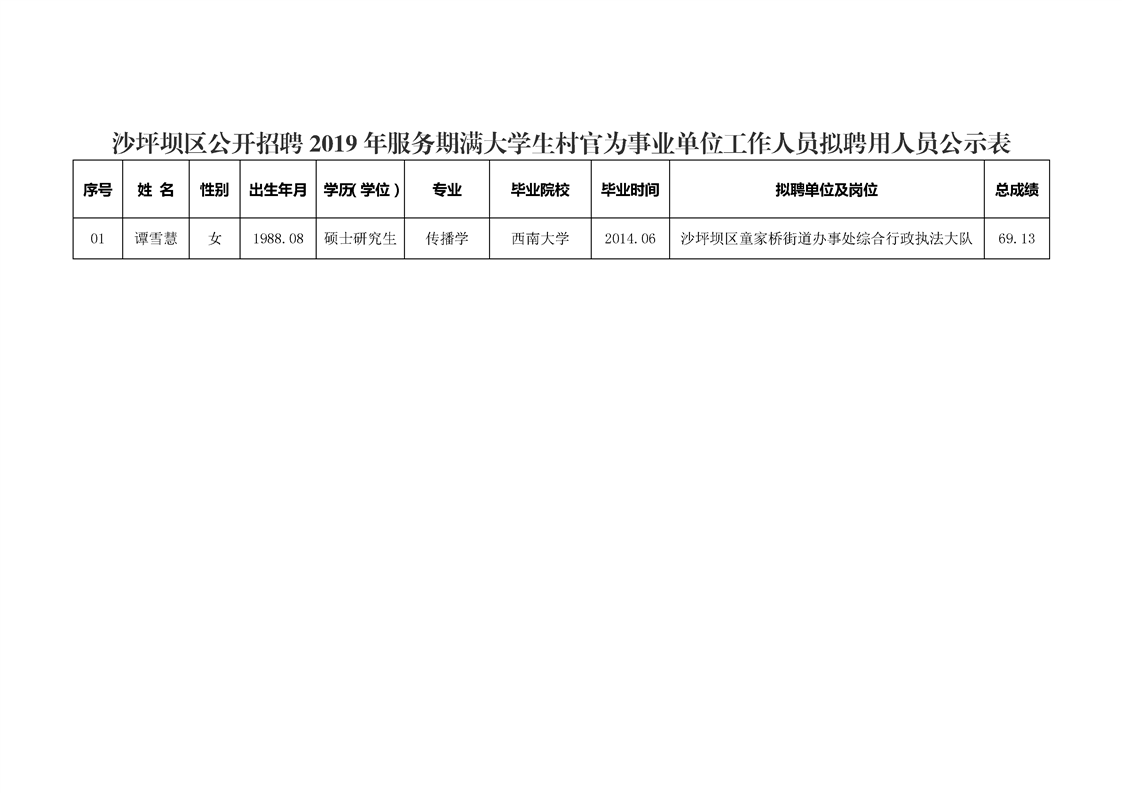 沙坪坝区公开招聘 2019 年服务期满大学生村官为事业单位工作人员拟聘用人员公示表
序号 姓 名 性别 出生年月 学历(学位) 专业 毕业院校 毕业时间 拟聘单位及岗位 总成绩
01 谭雪慧 女 1988.08 硕士研究生 传播学 西南大学 2014.06 沙坪坝区童家桥街道办事处综合行政执法大队 69.13